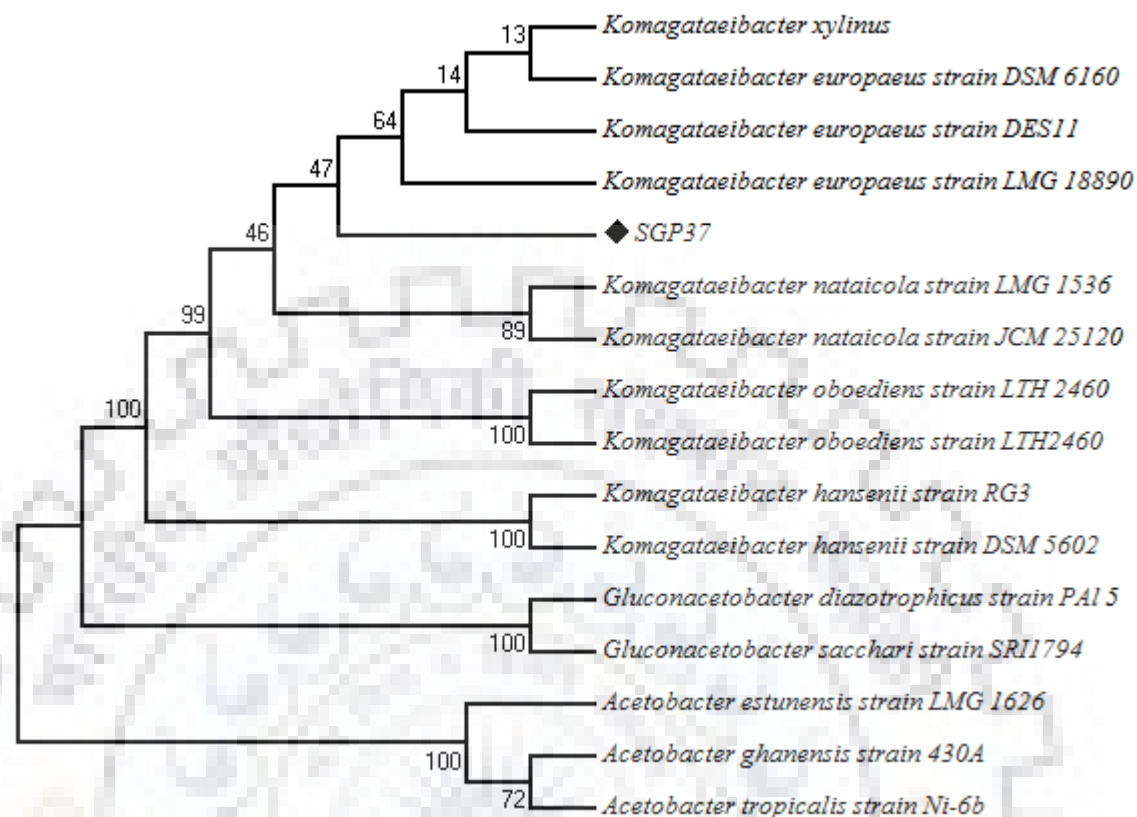 13
Komagataeibacter xylinus
14
Komagataeibacter europaeus strain DSM 6160
64
Komagataeibacter europaeus strain DES11
47
Komagataeibacter europaeus strain LMG 18890
46
◆ SGP37
99
Komagataeibacter nataicola strain LMG 1536
89
Komagataeibacter nataicola strain JCM 25120
100
Komagataeibacter oboediens strain LTH 2460
100
Komagataeibacter oboediens strain LTH2460
Komagataeibacter hansenii strain RG3
100
Komagataeibacter hansenii strain DSM 5602
Gluconacetobacter diazotrophicus strain PAl 5
100
Gluconacetobacter sacchari strain SRI1794
Acetobacter estunensis strain LMG 1626
100
Acetobacter ghanensis strain 430A
72
Acetobacter tropicalis strain Ni-6b